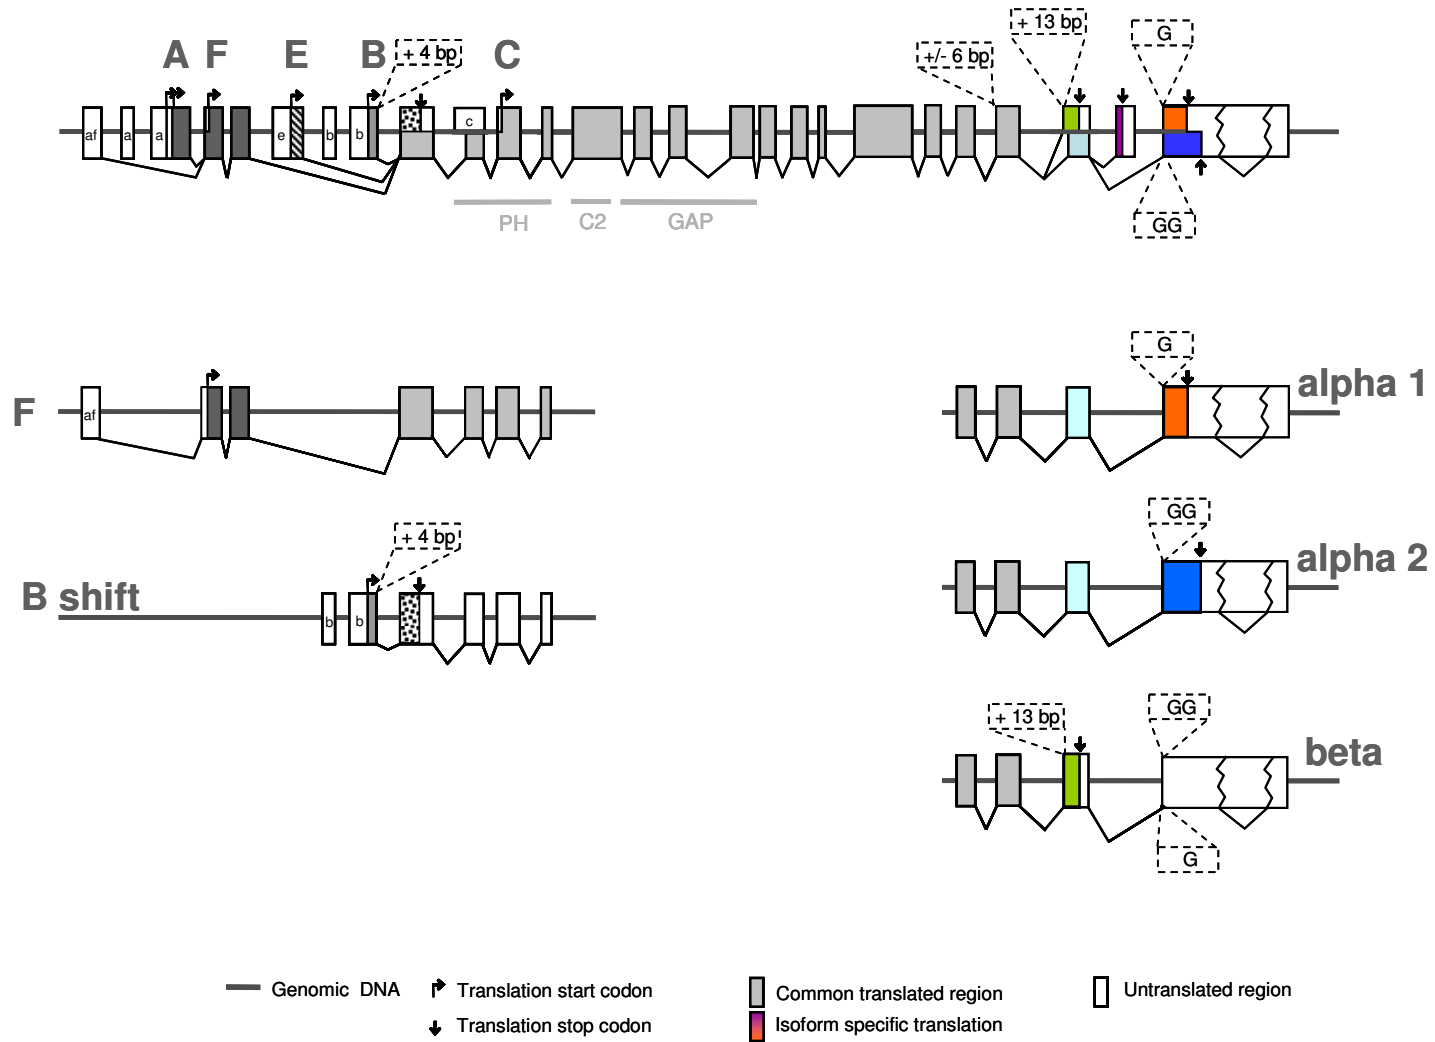 A F E B + 4 bp C +/- 6 bp + 13 bp G
af a a e b b c
PH C2 GAP GG
F af G alpha 1
B shift b b + 4 bp GG alpha 2
+ 13 bp GG beta
G
Genomic DNA Translation start codon Common translated region Untranslated region
Translation stop codon Isoform specific translation